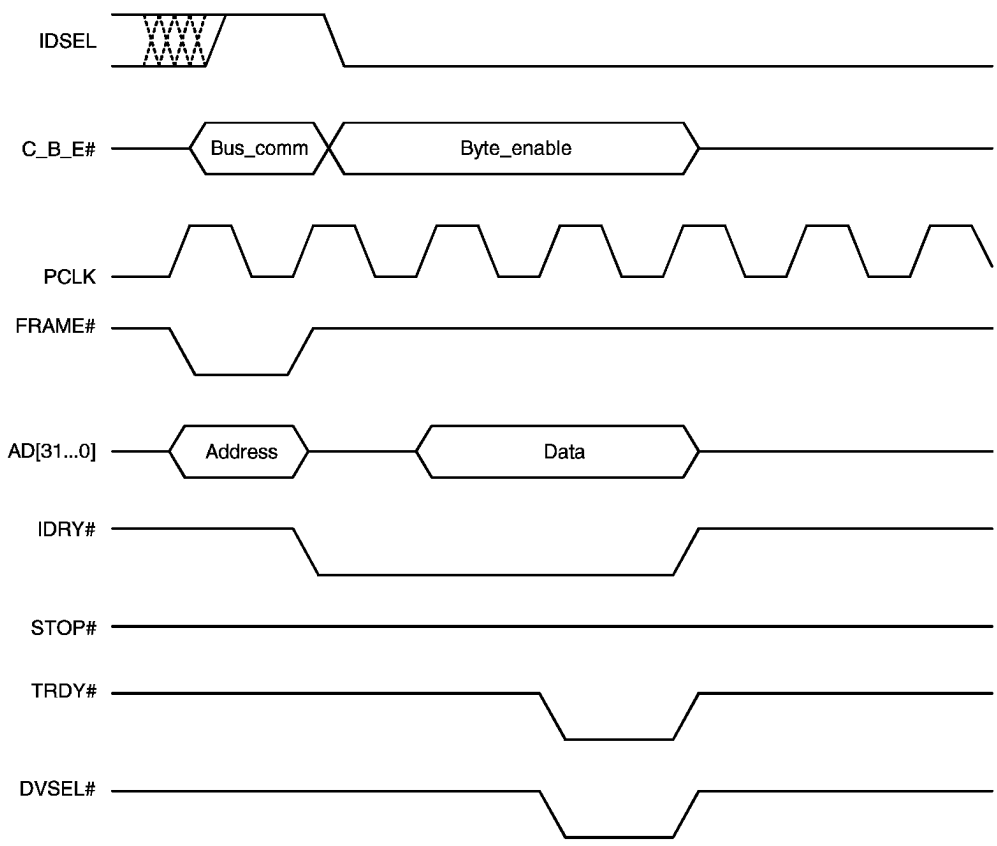 IDSEL
C_B_E# Bus_comm Byte_enable
PCLK
FRAME#
AD[31...0] Address Data
IDRY#
STOP#
TRDY#
DVSEL#